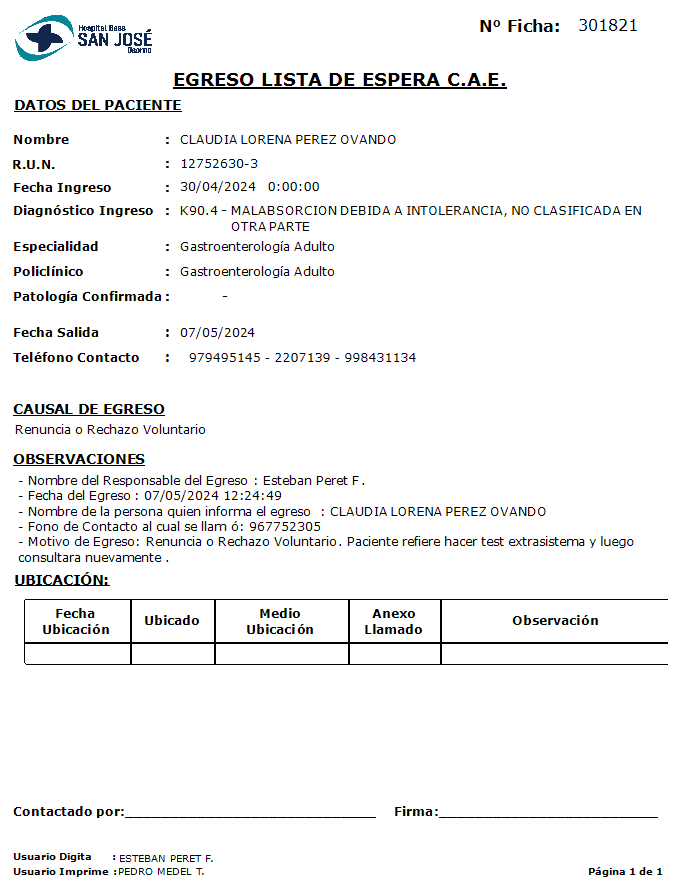 Hospital Base
SAN JOSÉ
Osorno
Nº Ficha: 301821
EGRESO LISTA DE ESPERA C.A.E.
DATOS DEL PACIENTE
Nombre : CLAUDIA LORENA PEREZ OVANDO
R.U.N. : 12752630-3
Fecha Ingreso : 30/04/2024 0:00:00
Diagnóstico Ingreso : K90.4 - MALABSORCION DEBIDA A INTOLERANCIA, NO CLASIFICADA EN
OTRA PARTE
Especialidad : Gastroenterología Adulto
Policlínico : Gastroenterología Adulto
Patología Confirmada : -
Fecha Salida : 07/05/2024
Teléfono Contacto : 979495145 - 2207139 - 998431134
CAUSAL DE EGRESO
Renuncia o Rechazo Voluntario
OBSERVACIONES
- Nombre del Responsable del Egreso : Esteban Peret F.
- Fecha del Egreso : 07/05/2024 12:24:49
- Nombre de la persona quien informa el egreso : CLAUDIA LORENA PEREZ OVANDO
- Fono de Contacto al cual se llam ó: 967752305
- Motivo de Egreso: Renuncia o Rechazo Voluntario. Paciente refiere hacer test extrasistema y luego
consultara nuevamente .
UBICACIÓN:
Fecha Ubicación Ubicado Medio Ubicación Anexo Llamado Observación
Contactado por:______________________________ Firma:__________________________
Usuario Digita : ESTEBAN PERET F.
Usuario Imprime : PEDRO MEDEL T. Página 1 de 1